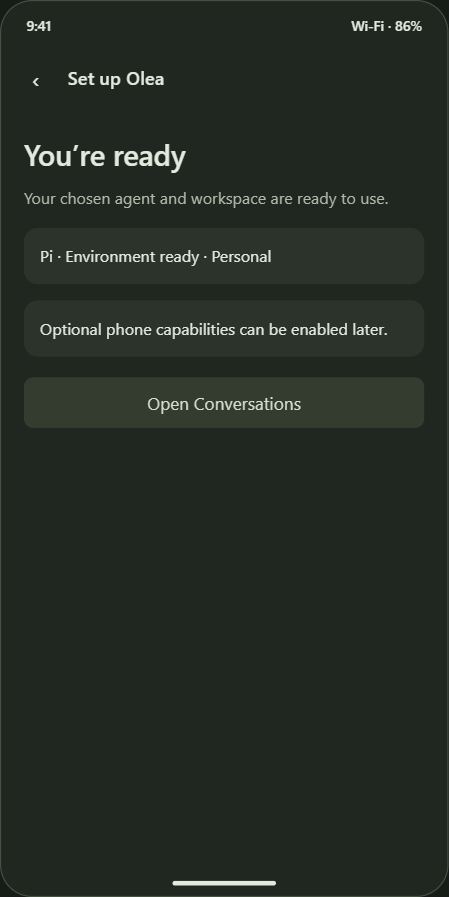 9:41
Wi-Fi · 86%
‹ Set up Olea
You’re ready
Your chosen agent and workspace are ready to use.
Pi · Environment ready · Personal
Optional phone capabilities can be enabled later.
Open Conversations